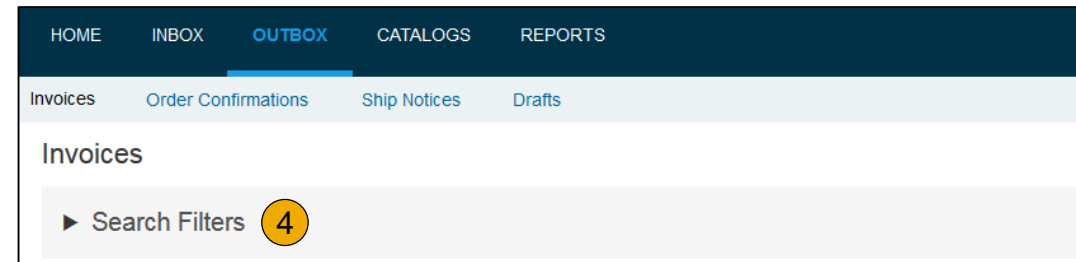 HOME INBOX OUTBOX CATALOGS REPORTS
Invoices Order Confirmations Ship Notices Drafts
Invoices
► Search Filters 4